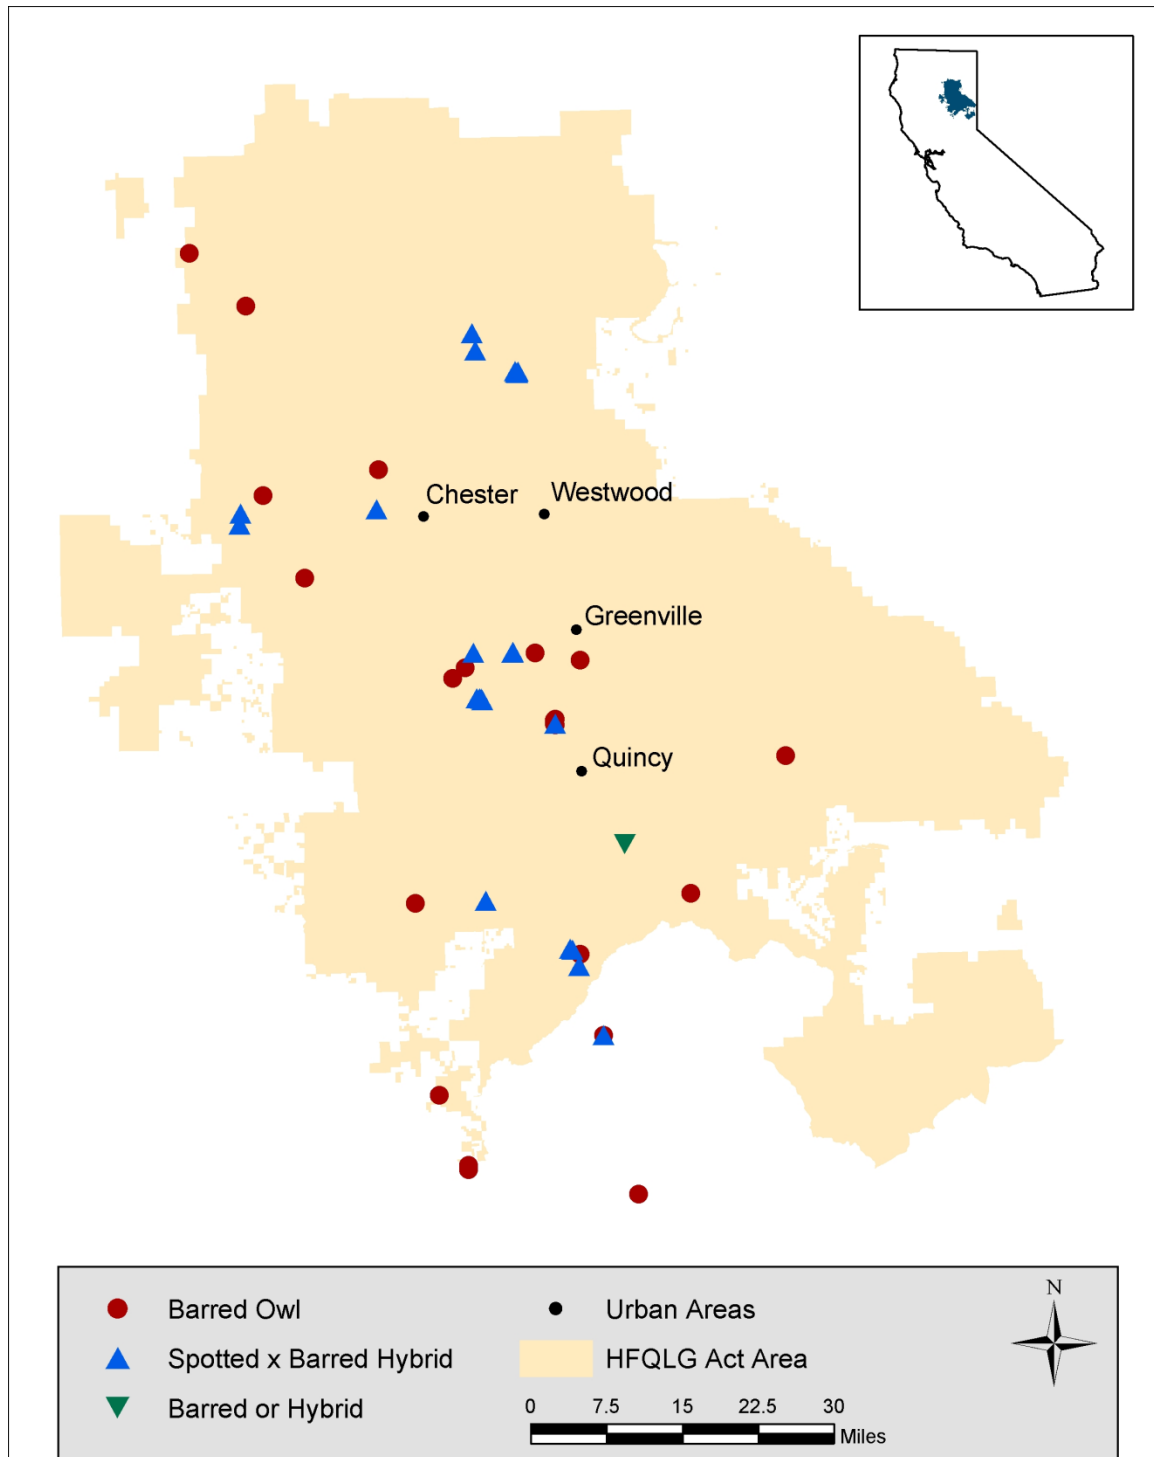 Chester
Westwood
Greenville
Quincy
Barred Owl
Spotted x Barred Hybrid
Barred or Hybrid
Urban Areas
HFQLG Act Area
0 7.5 15 22.5 30
Miles
N